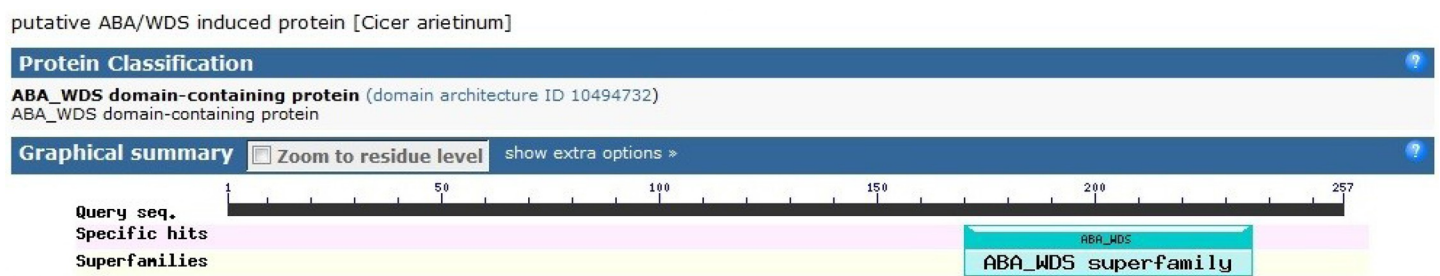 putative ABA/WDS induced protein [Cicer arietinum]
Protein Classification ?
ABA_WDS domain-containing protein (domain architecture ID 10494732)
ABA_WDS domain-containing protein
Graphical summary Zoom to residue level show extra options » ?
1 50 100 150 200 257
Query seq.
Specific hits ABA_WDS
Superfamilies ABA_WDS superfamily